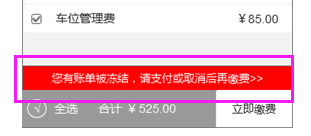 车位管理费 ¥85.00
您有账单被冻结，请支付或取消后再缴费>>
全选 合计 ¥525.00 立即缴费